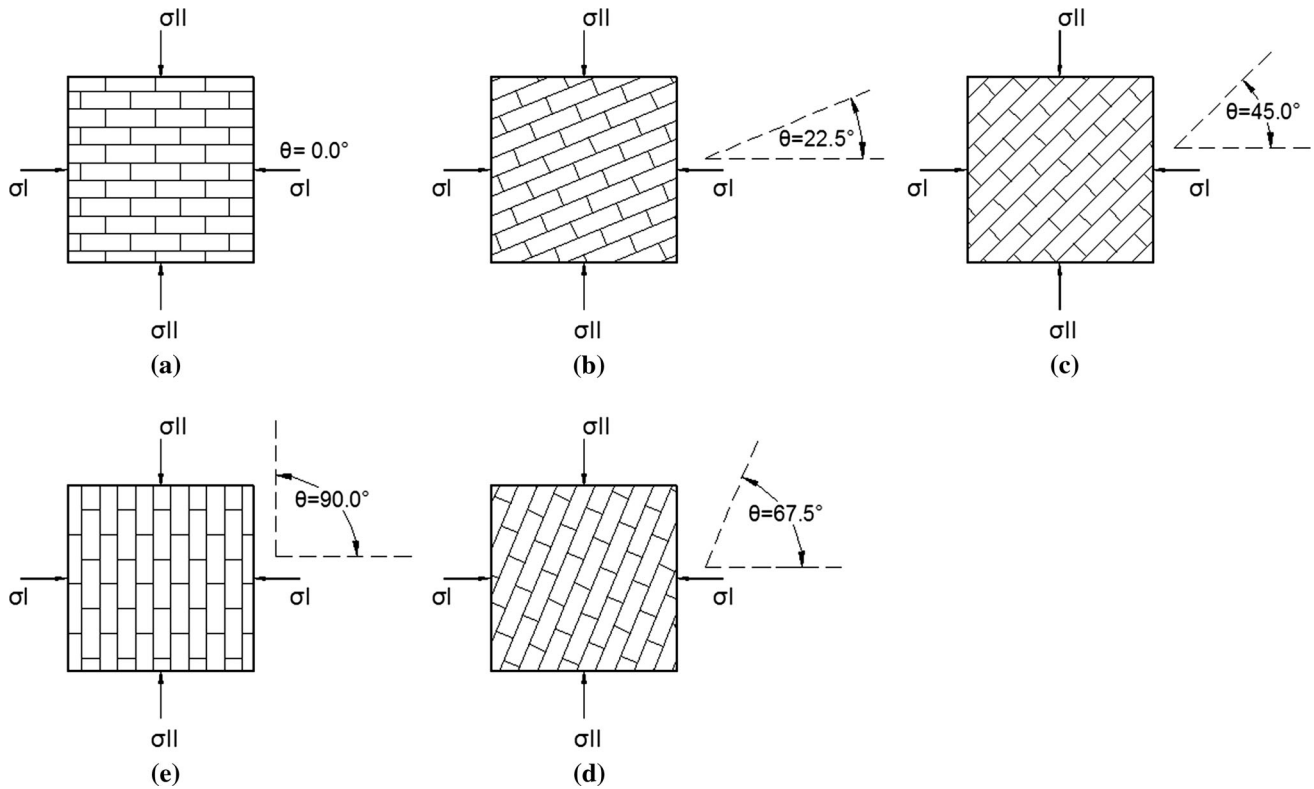 σII
σI
θ= 0.0°
σI
σII
(a)
σII
σI
θ=22.5°
σI
σII
(b)
σII
σI
θ=45.0°
σI
σII
(c)
σII
σI
θ=90.0°
σI
σII
(e)
σII
σI
θ=67.5°
σI
σII
(d)